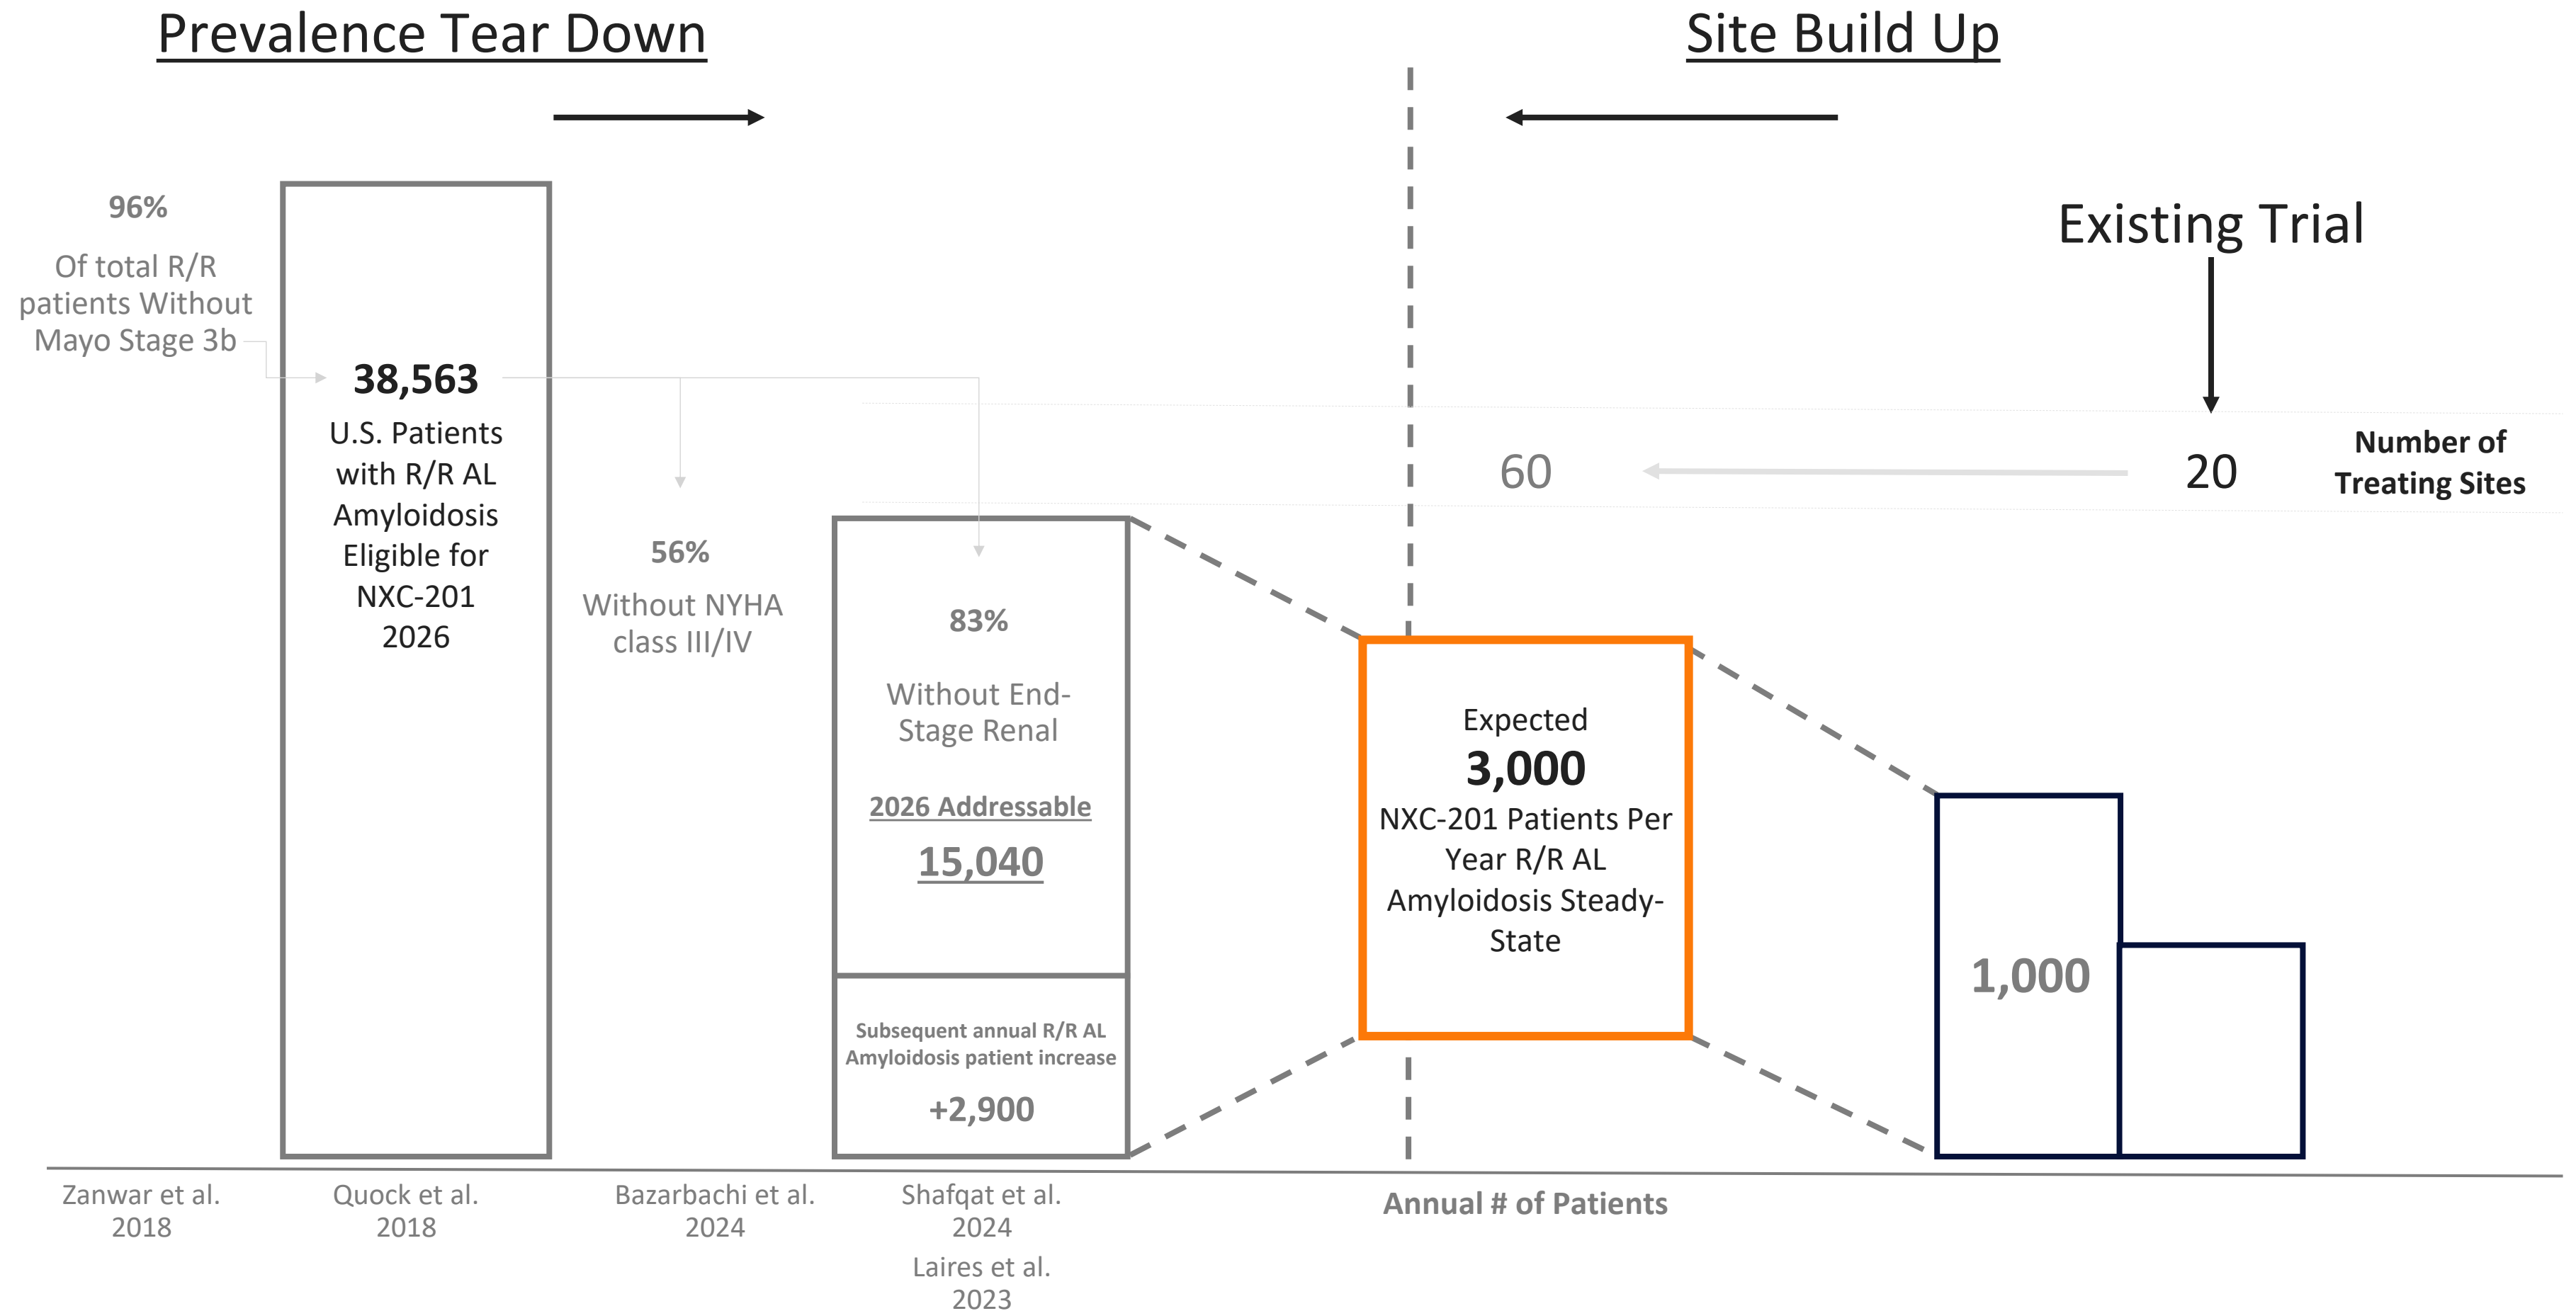 Prevalence Tear Down
Site Build Up
96%
Of total R/R
patients Without
Mayo Stage 3b
38,563
U.S. Patients
with R/R AL
Amyloidosis
Eligible for
NXC-201
2026
56%
Without NYHA
class III/IV
83%
Without End-
Stage Renal
2026 Addressable
15,040
Subsequent annual R/R AL
Amyloidosis patient increase
+2,900
Expected
3,000
NXC-201 Patients Per
Year R/R AL
Amyloidosis Steady-
State
Existing Trial
60
20
Number of
Treating Sites
1,000
Zanwar et al.
2018
Quock et al.
2018
Bazarbachi et al.
2024
Shafqat et al.
2024
Laires et al.
2023
Annual # of Patients